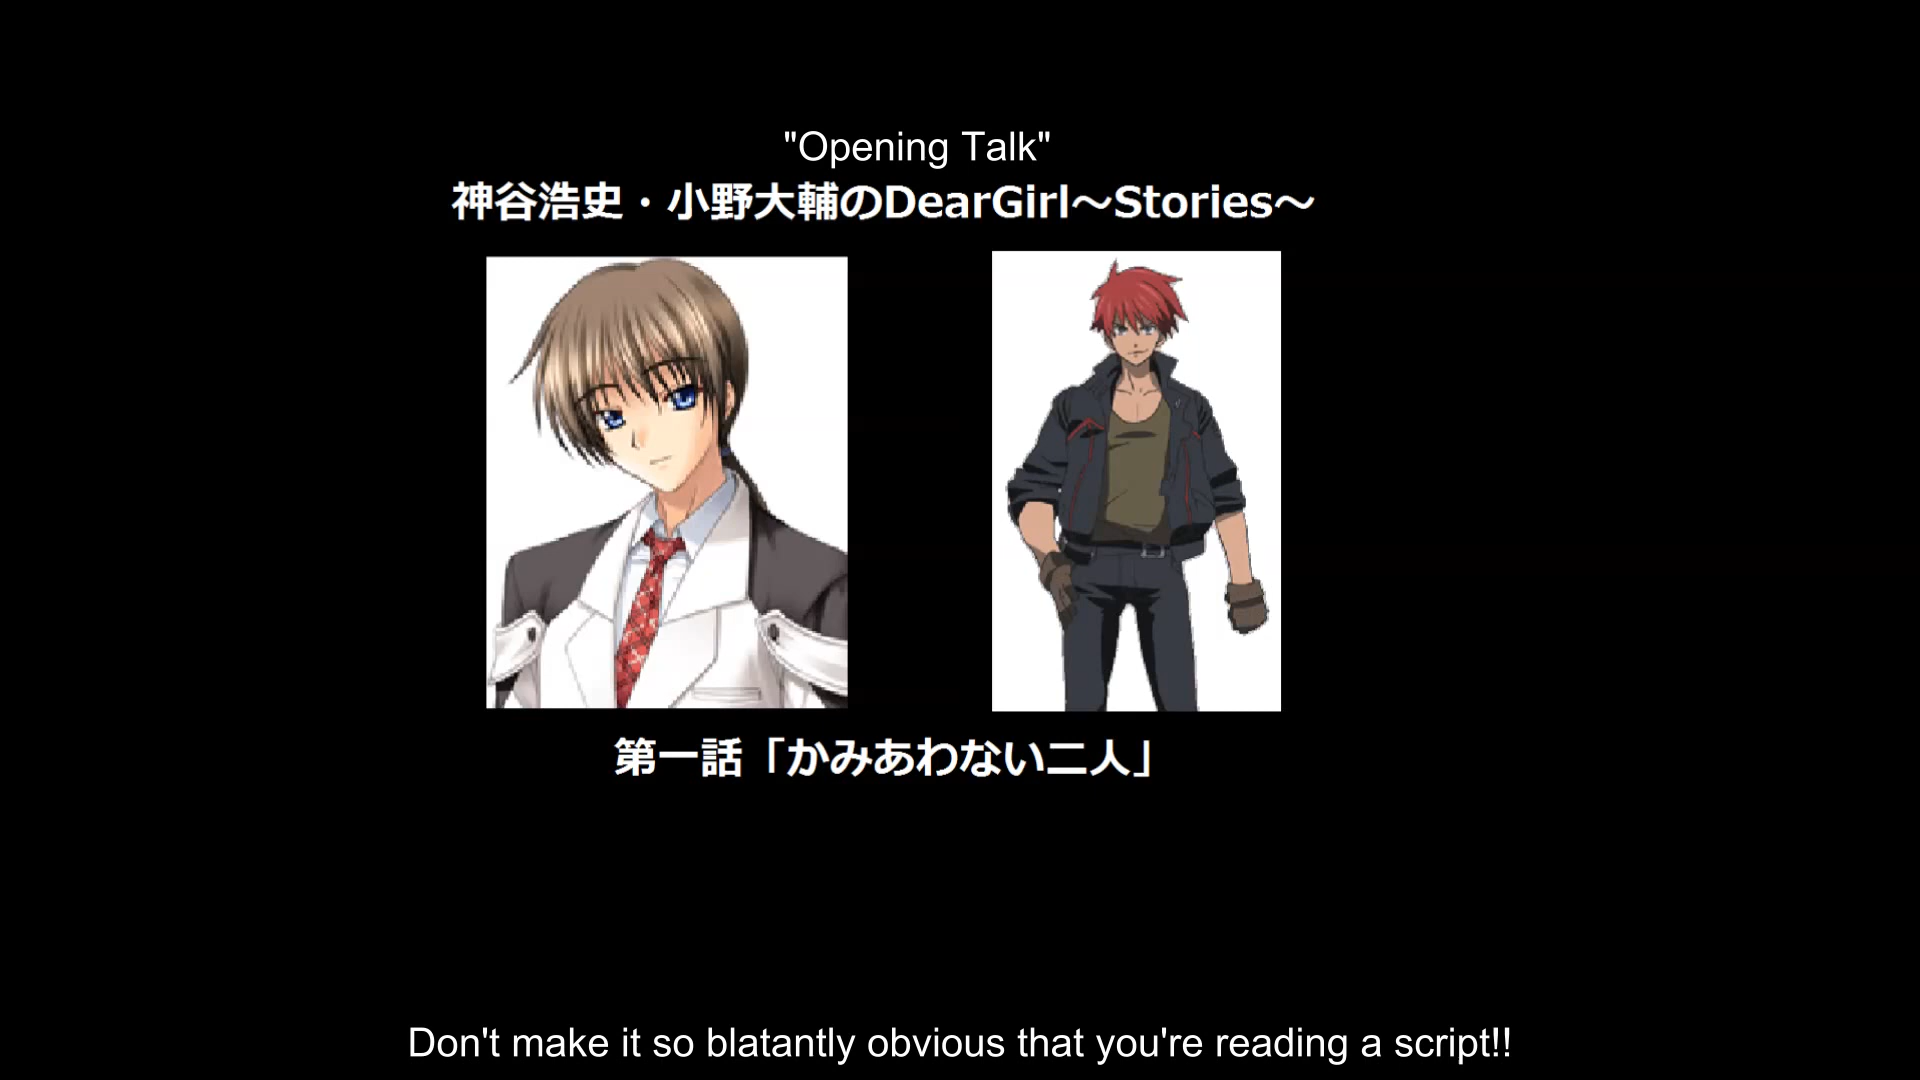 "Opening Talk"
神谷浩史・小野大輔のDearGirl～Stories～
第一話「かみあわない二人」
Don't make it so blatantly obvious that you're reading a script!!